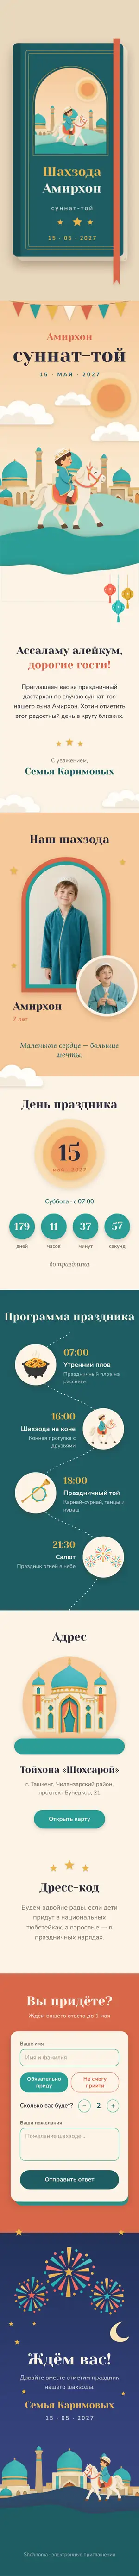 Шахзода
Амирхон
суннат-той
15 · 05 · 2027
Амирхон
суннат-той
15 · МАЯ · 2027
Ассаламу алейкум,
дорогие гости!
Приглашаем вас за праздничный
дастархан по случаю суннат-тоя
нашего сына Амирхон. Хотим отметить
этот радостный день в кругу близких.
С уважением,
Семья Каримовых
Наш шахзода
Амирхон
7 лет
Маленькое сердце — большие
мечты.
День праздника
15
мая · 2027
Суббота · с 07:00
179
11
37
57
дней
часов
минут
секунд
до праздника
Программа праздника
07:00
Утренний плов
Праздничный плов на
рассвете
16:00
Шахзода на коне
Конная прогулка с
друзьями
18:00
Праздничный той
Карнай-сурнай, танцы и
кураш
21:30
Салют
Праздник огней в небе
Адрес
Тойхона «Шохсарой»
г. Ташкент, Чиланзарский район,
проспект Бунёдкор, 21
Открыть карту
Дресс-код
Будем вдвойне рады, если дети
придут в национальных
тюбетейках, а взрослые — в
праздничных нарядах.
Вы придёте?
Ждём вашего ответа до 1 мая
Ваше имя
Имя и фамилия
Обязательно
приду
Не смогу
прийти
Сколько вас будет?
− 2 +
Ваши пожелания
Пожелание шахзоде...
Отправить ответ
Ждём вас!
Давайте вместе отметим праздник
нашего шахзоды.
Семья Каримовых
15 · 05 · 2027